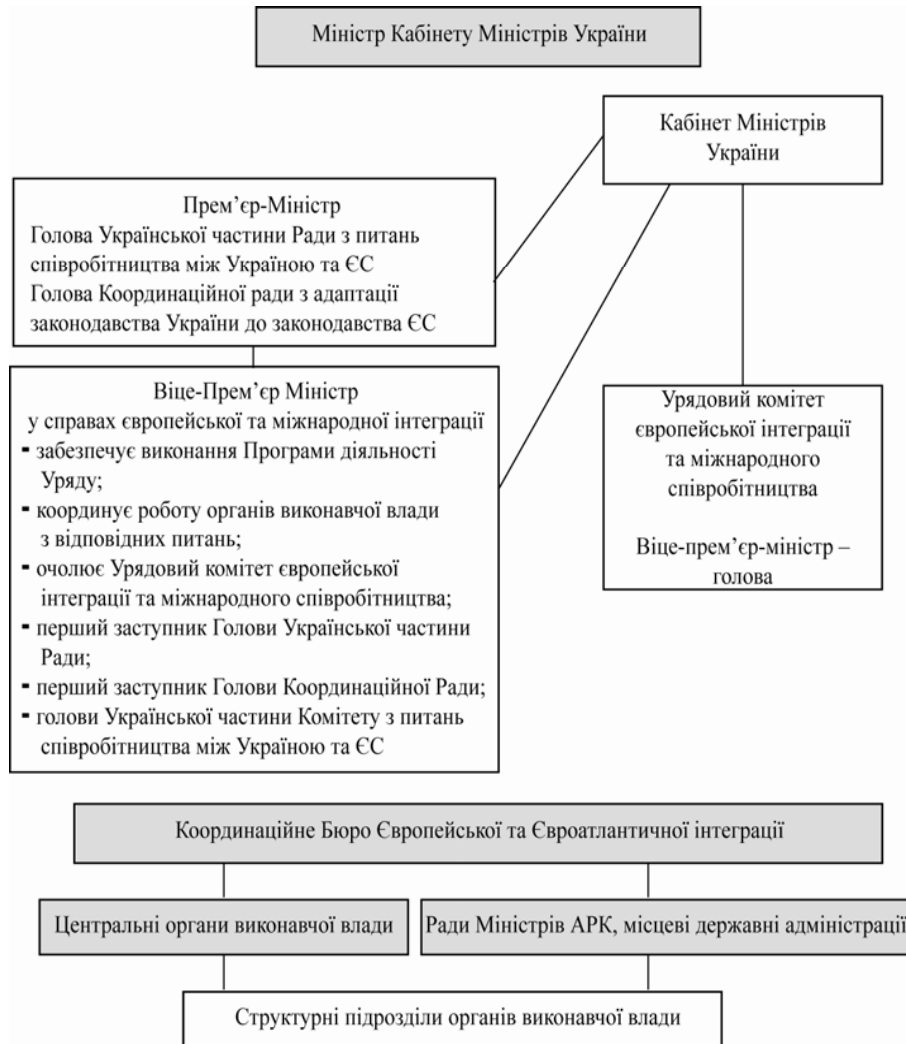 Міністр Кабінету Міністрів України
Кабінет Міністрів
України
Прем’єр-Міністр
Голова Української частини Ради з питань
співробітництва між Україною та ЄС
Голова Координаційної ради з адаптації
законодавства України до законодавства ЄС
Віце-Прем’єр Міністр
у справах європейської та міжнародної інтеграції
- забезпечує виконання Програми діяльності
Уряду;
- координує роботу органів виконавчої влади
з відповідних питань;
- очолює Урядовий комітет європейської
інтеграції та міжнародного співробітництва;
- перший заступник Голови Української частини
Ради;
- перший заступник Голови Координаційної Ради;
- голови Української частини Комітету з питань
співробітництва між Україною та ЄС
Урядовий комітет
європейської інтеграції
та міжнародного
співробітництва
Віце-прем’єр-міністр –
голова
Координаційне Бюро Європейської та Євроатлантичної інтеграції
Центральні органи виконавчої влади
Ради Міністрів АРК, місцеві державні адміністрації
Структурні підрозділи органів виконавчої влади